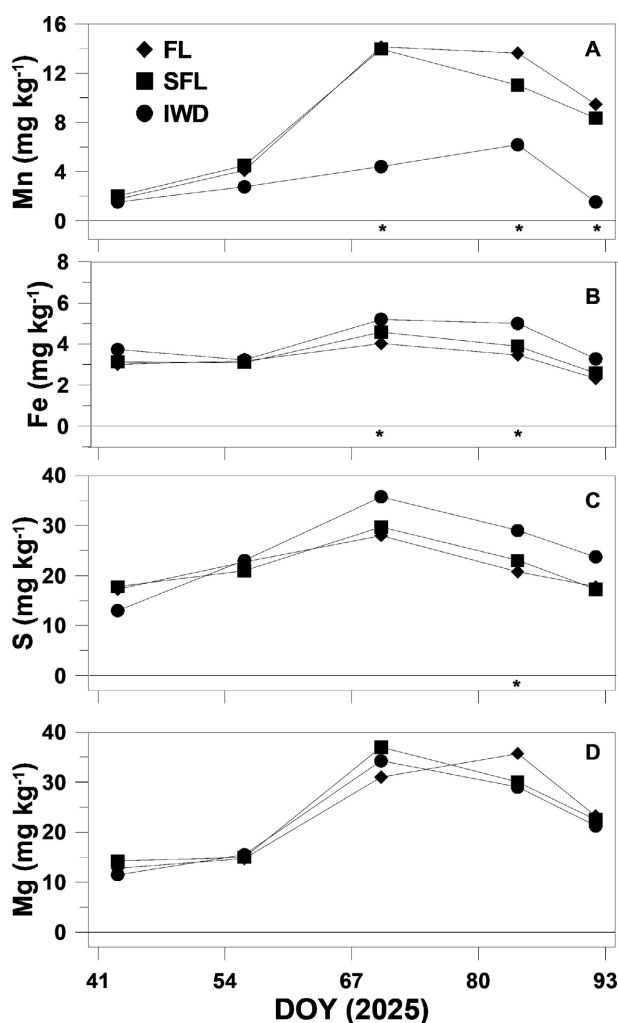 16
12
8
4
0
Mn (mg kg-1)
FL
SFL
IWD
A
* * *
8
6
4
2
0
Fe (mg kg-1)
B
* *
40
30
20
10
0
S (mg kg-1)
C
*
40
30
20
10
0
Mg (mg kg-1)
D
41 54 67 80 93
DOY (2025)